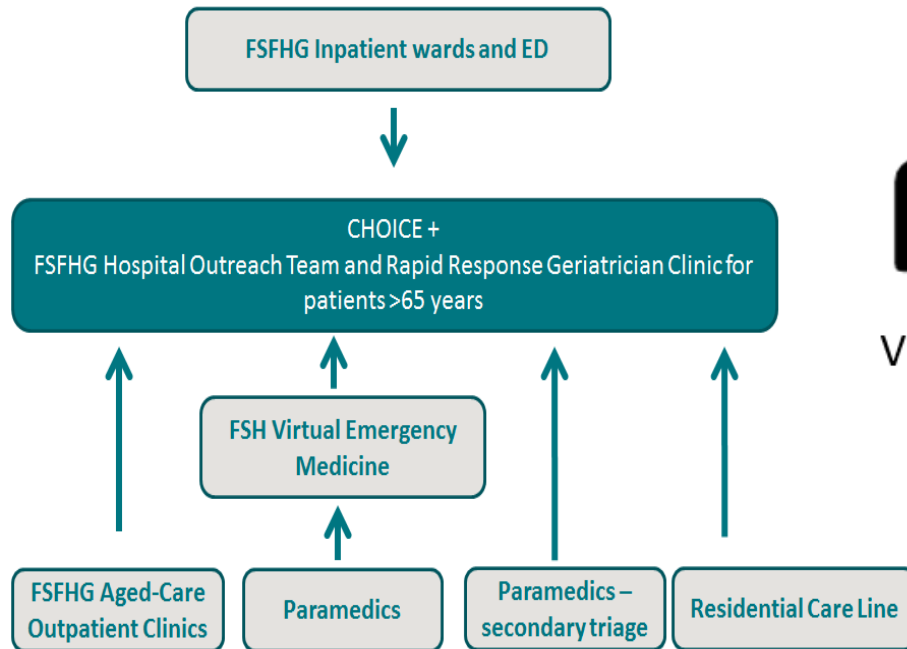 FSFHG Inpatient wards and ED
CHOICE +
FSFHG Hospital Outreach Team and Rapid Response Geriatrician Clinic for
patients >65 years
V
FSH Virtual Emergency
Medicine
FSFHG Aged-Care
Outpatient Clinics
Paramedics
Paramedics –
secondary triage
Residential Care Line